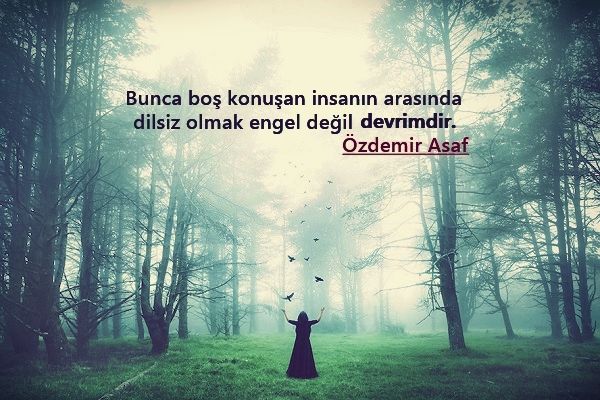 Bunca boş konuşan insanın arasında
dilsiz olmak engel değil devrimdir.
Özdemir Asaf